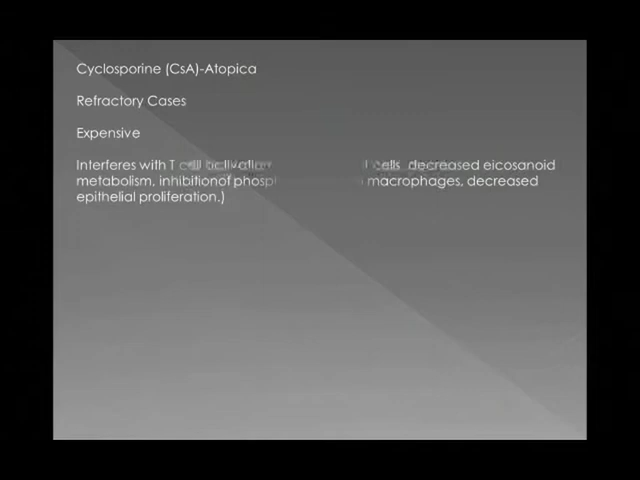 Cyclosporine (CsA)-Atopica
Refractory Cases
Expensive
Interferes with T cell activation cells, decreased eicosanoid
metabolism, inhibitionof macrophages, decreased
epithelial proliferation.)